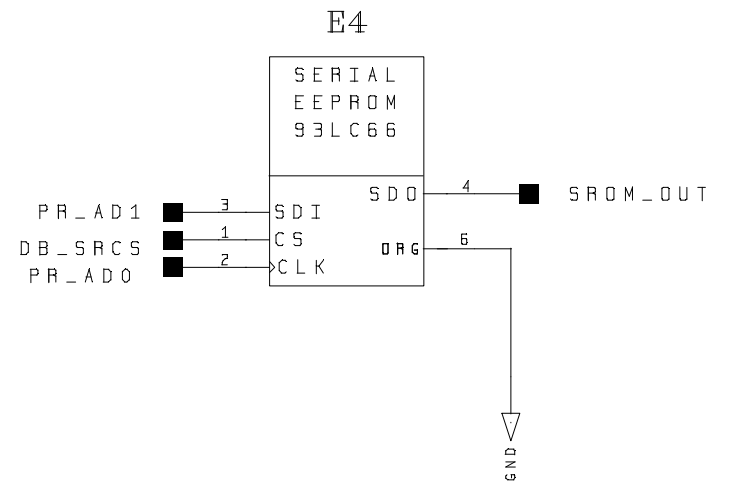 E4
SERIAL
EEPROM
93LC66
SDO 4 SROM_OUT
PR_AD1 3 SDI
DB_SRCS 1 CS
ORG 6
PR_AD0 2 CLK
GND